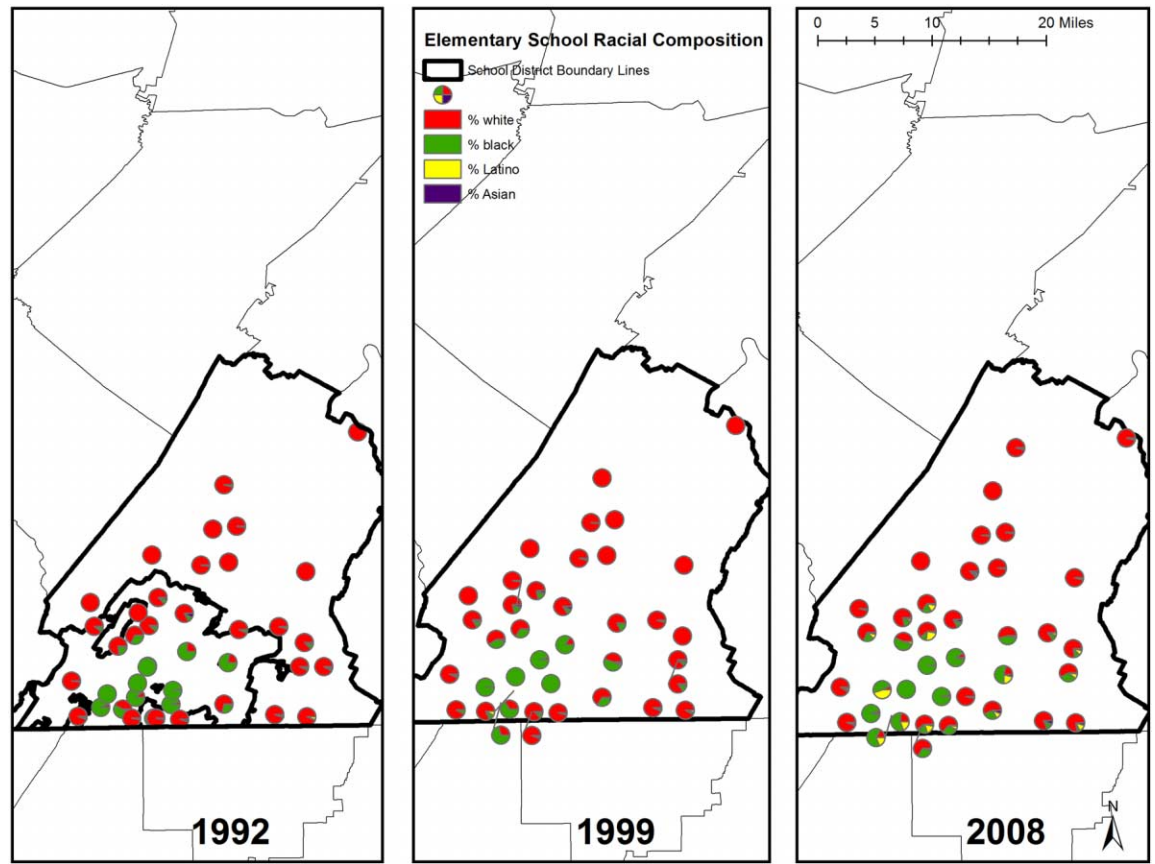 Elementary School Racial Composition
School District Boundary Lines
% white
% black
% Latino
% Asian
0 5 10 20 Miles
1992
1999
2008
N